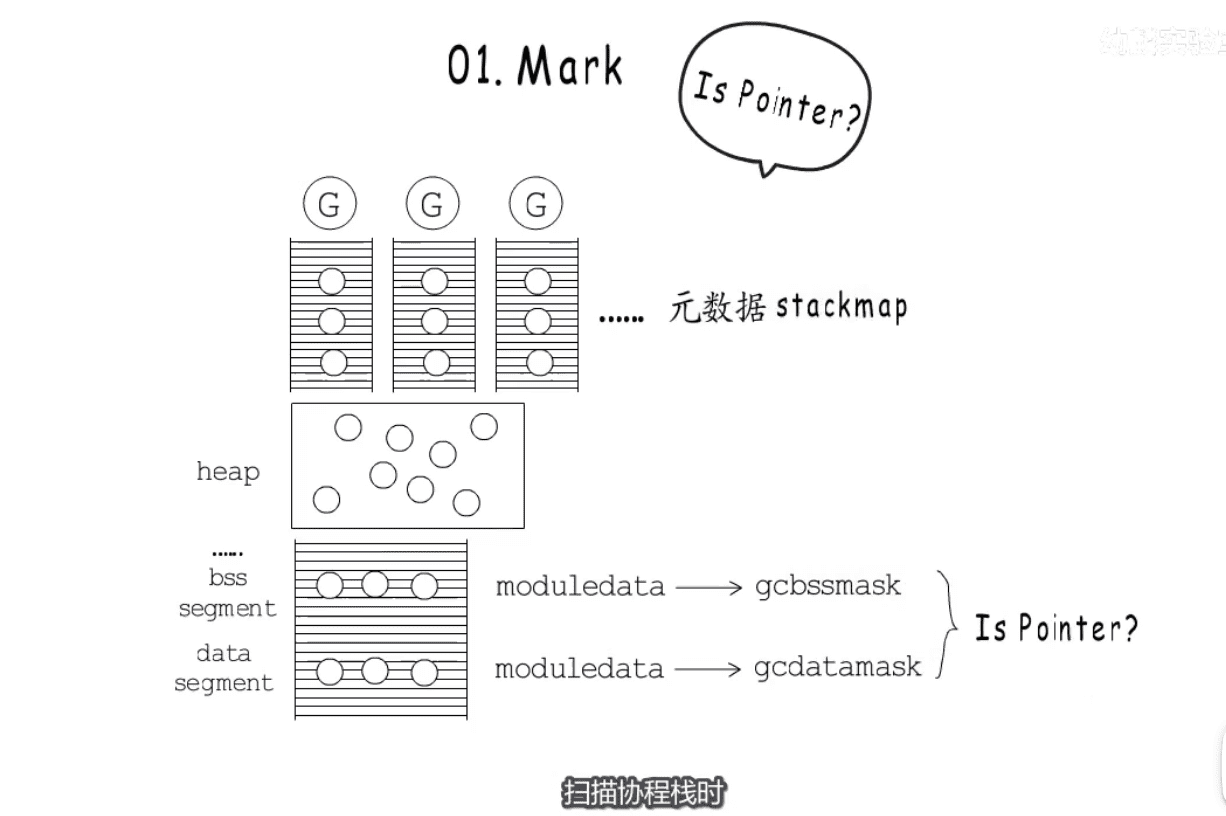 01. Mark
Is Pointer?
G G G
...... 元数据 stackmap
heap
......
bss
segment
moduledata → gcbssmask
data
segment
moduledata → gcdatamask
Is Pointer?
扫描协程栈时